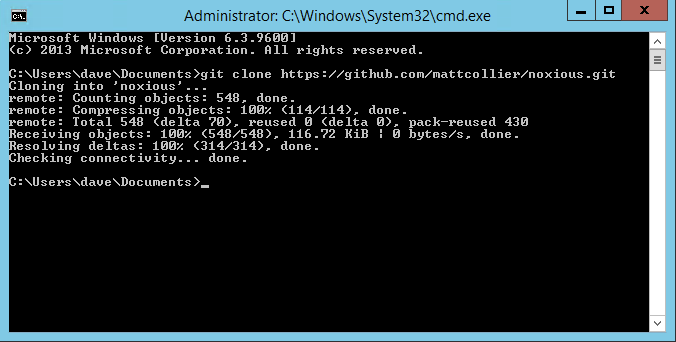 Administrator: C:\Windows\System32\cmd.exe
Microsoft Windows [Version 6.3.9600]
(c) 2013 Microsoft Corporation. All rights reserved.
C:\Users\dave\Documents>git clone https://github.com/mattcollier/noxious.git
Cloning into 'noxious'...
remote: Counting objects: 548, done.
remote: Compressing objects: 100% (114/114), done.
remote: Total 548 (delta 70), reused 0 (delta 0), pack-reused 430
Receiving objects: 100% (548/548), 116.72 KiB | 0 bytes/s, done.
Resolving deltas: 100% (314/314), done.
Checking connectivity... done.
C:\Users\dave\Documents>_